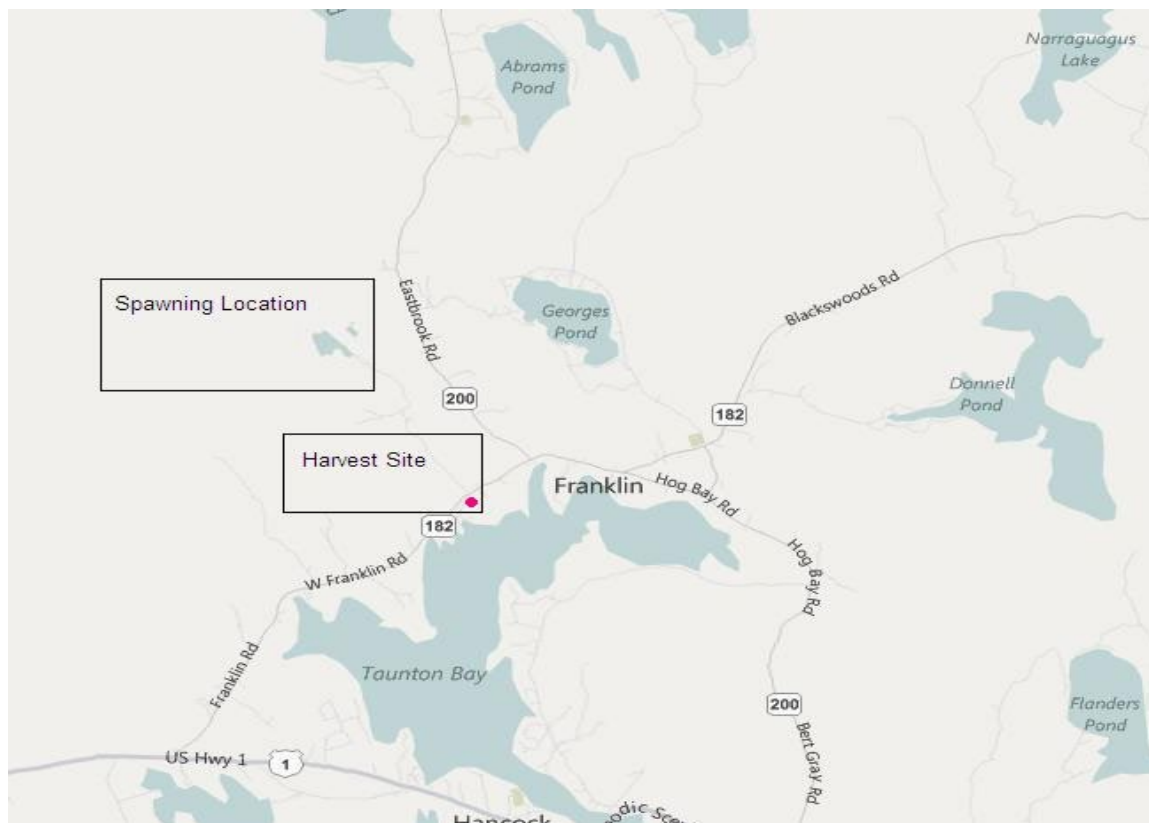 Abrams
Pond
Narraguagus
Lake
Spawning Location
Eastbrook Rd
Georges
Pond
Blackswoods Rd
Donnell
Pond
200
182
Harvest Site
Franklin
Hog Bay Rd
182
W Franklin Rd
Hog Bay Rd
Franklin Rd
Taunton Bay
200
Flanders
Pond
Bert Gray Rd
US Hwy 1
1
Hancock